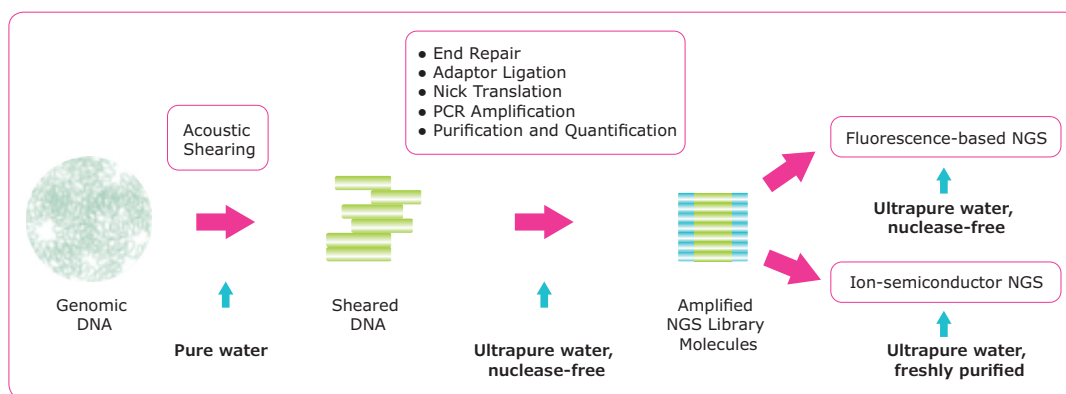 ● End Repair
● Adaptor Ligation
● Nick Translation
● PCR Amplification
● Purification and Quantification
Acoustic
Shearing
Fluorescence-based NGS
Ultrapure water,
nuclease-free
Ion-semiconductor NGS
Genomic
DNA
Sheared
DNA
Amplified
NGS Library
Molecules
Pure water
Ultrapure water,
nuclease-free
Ultrapure water,
freshly purified